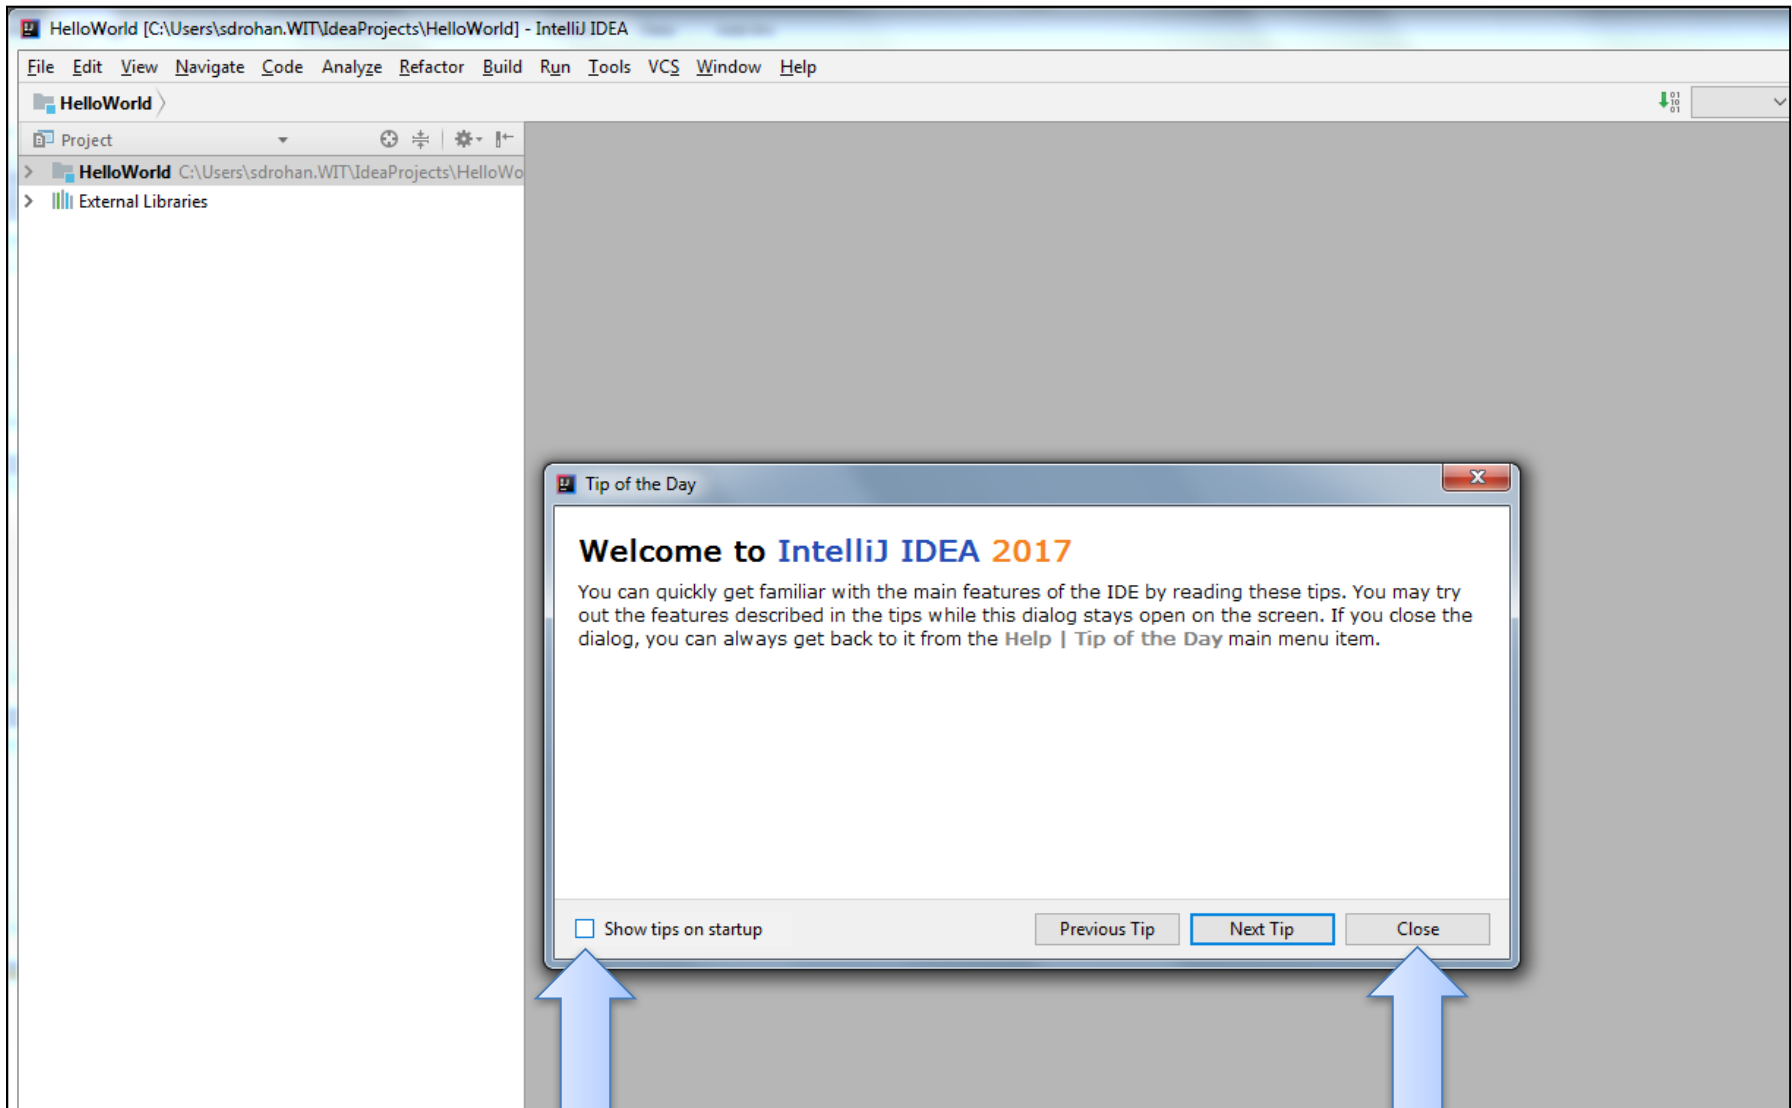 HelloWorld [C:\Users\sdrohan.WIT\IdeaProjects\HelloWorld] - IntelliJ IDEA
File Edit View Navigate Code Analyze Refactor Build Run Tools VCS Window Help
HelloWorld
Project
HelloWorld C:\Users\sdrohan.WIT\IdeaProjects\HelloWo
External Libraries
Tip of the Day
Welcome to IntelliJ IDEA 2017
You can quickly get familiar with the main features of the IDE by reading these tips. You may try
out the features described in the tips while this dialog stays open on the screen. If you close the
dialog, you can always get back to it from the Help | Tip of the Day main menu item.
Show tips on startup Previous Tip Next Tip Close